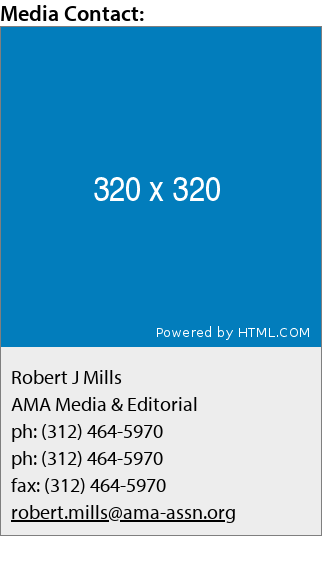 Media Contact:
320 x 320
Powered by HTML.COM
Robert J Mills
AMA Media & Editorial
ph: (312) 464-5970
ph: (312) 464-5970
fax: (312) 464-5970
robert.mills@ama-assn.org